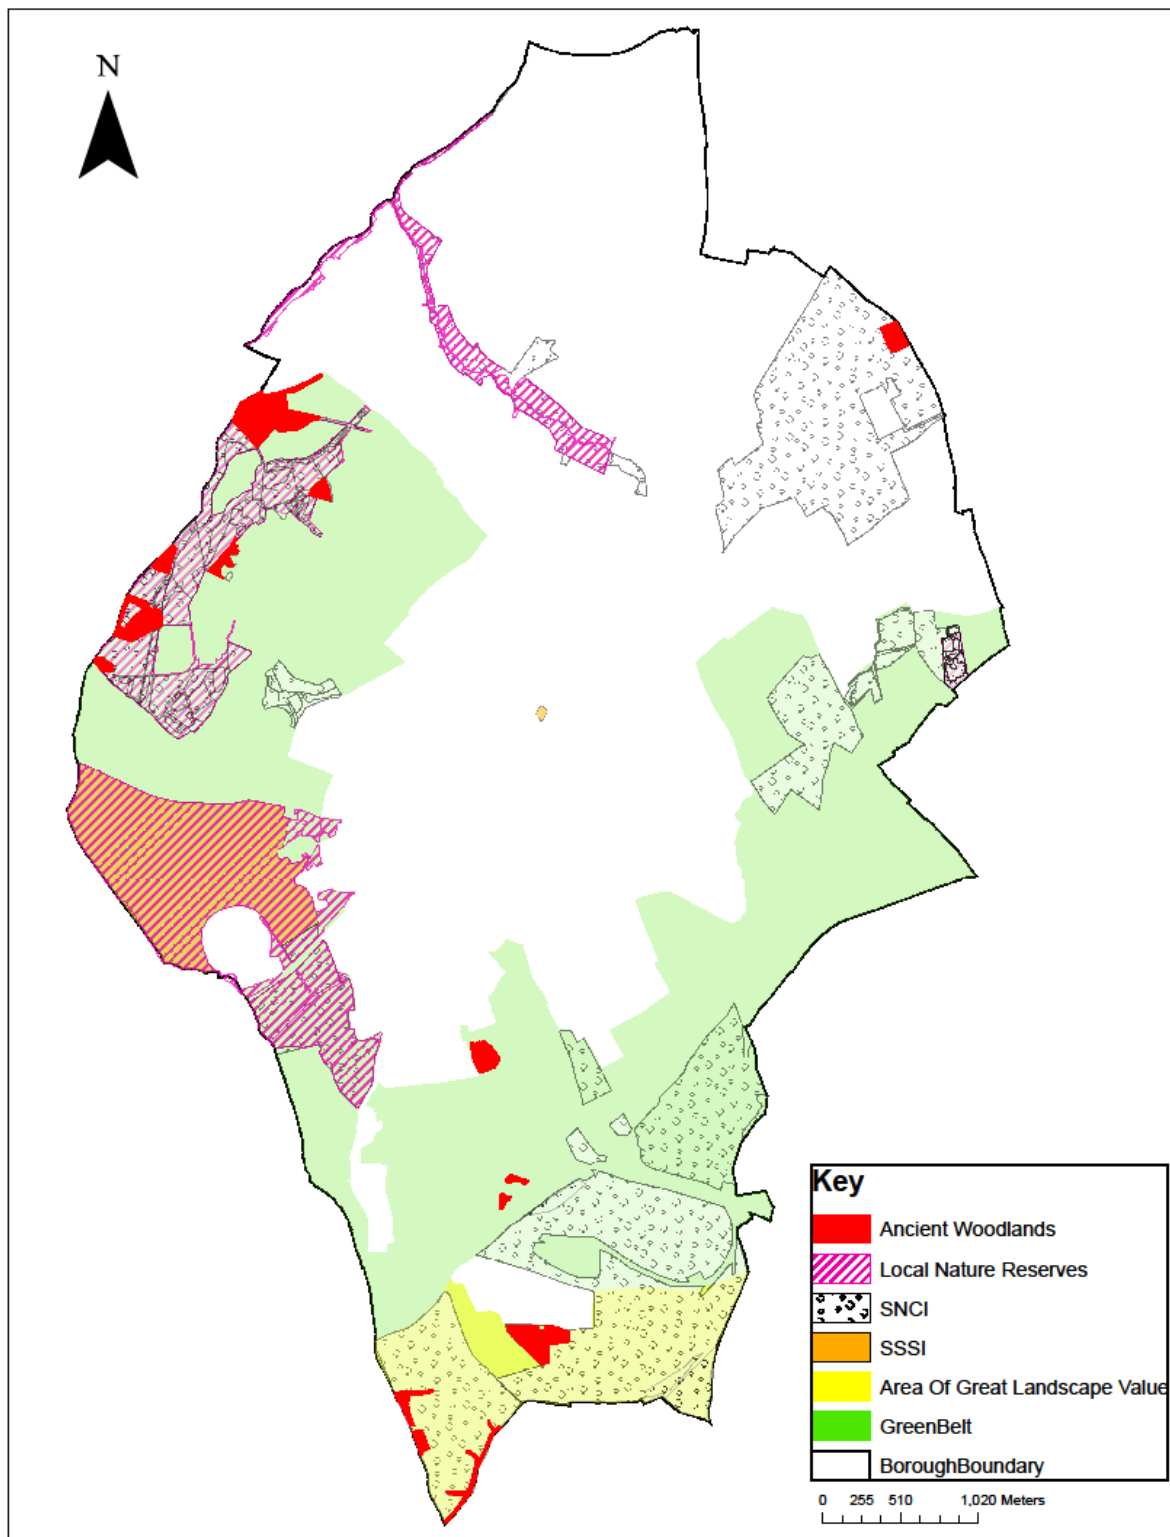 N
Key
Ancient Woodlands
Local Nature Reserves
SNCI
SSSI
Area Of Great Landscape Value
GreenBelt
BoroughBoundary
0 255 510 1,020 Meters